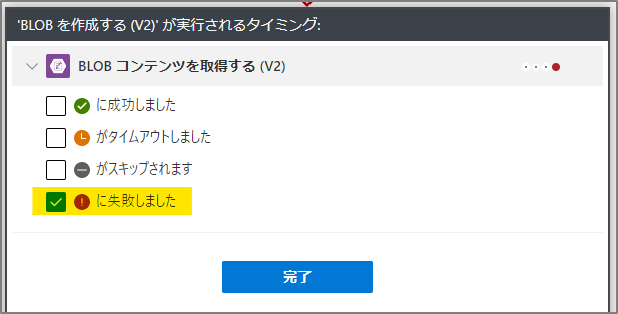 'BLOB を作成する (V2)' が実行されるタイミング:
BLOB コンテンツを取得する (V2)
に成功しました
がタイムアウトしました
がスキップされます
に失敗しました
完了